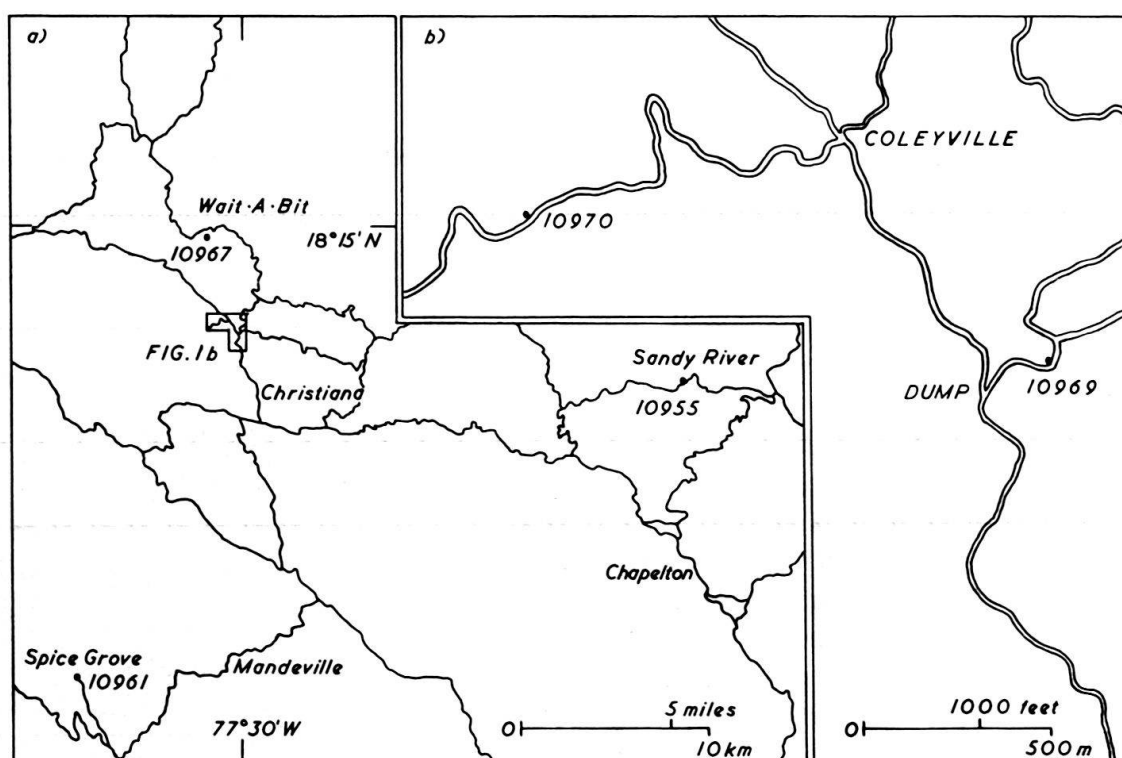 a)
Wait-A-Bit
10967
18°15' N
FIG. 1b
Christiana
Sandy River
10955
Chapelton
Spice Grove
10961
Mandeville
77°30' W
5 miles
0
10 km
b)
COLEYVILLE
10970
10969
DUMP
1000 feet
0
500 m